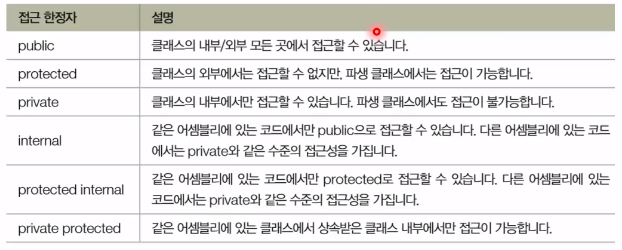 접근 한정자 설명
public 클래스의 내부/외부 모든 곳에서 접근할 수 있습니다.
protected 클래스의 외부에서는 접근할 수 없지만, 파생 클래스에서는 접근이 가능합니다.
private 클래스의 내부에서만 접근할 수 있습니다. 파생 클래스에서도 접근이 불가능합니다.
internal 같은 어셈블리에 있는 코드에서만 public으로 접근할 수 있습니다. 다른 어셈블리에 있는 코드
에서는 private와 같은 수준의 접근성을 가집니다.
protected internal 같은 어셈블리에 있는 코드에서만 protected로 접근할 수 있습니다. 다른 어셈블리에 있는
코드에서는 private와 같은 수준의 접근성을 가집니다.
private protected 같은 어셈블리에 있는 클래스에서 상속받은 클래스 내부에서만 접근이 가능합니다.